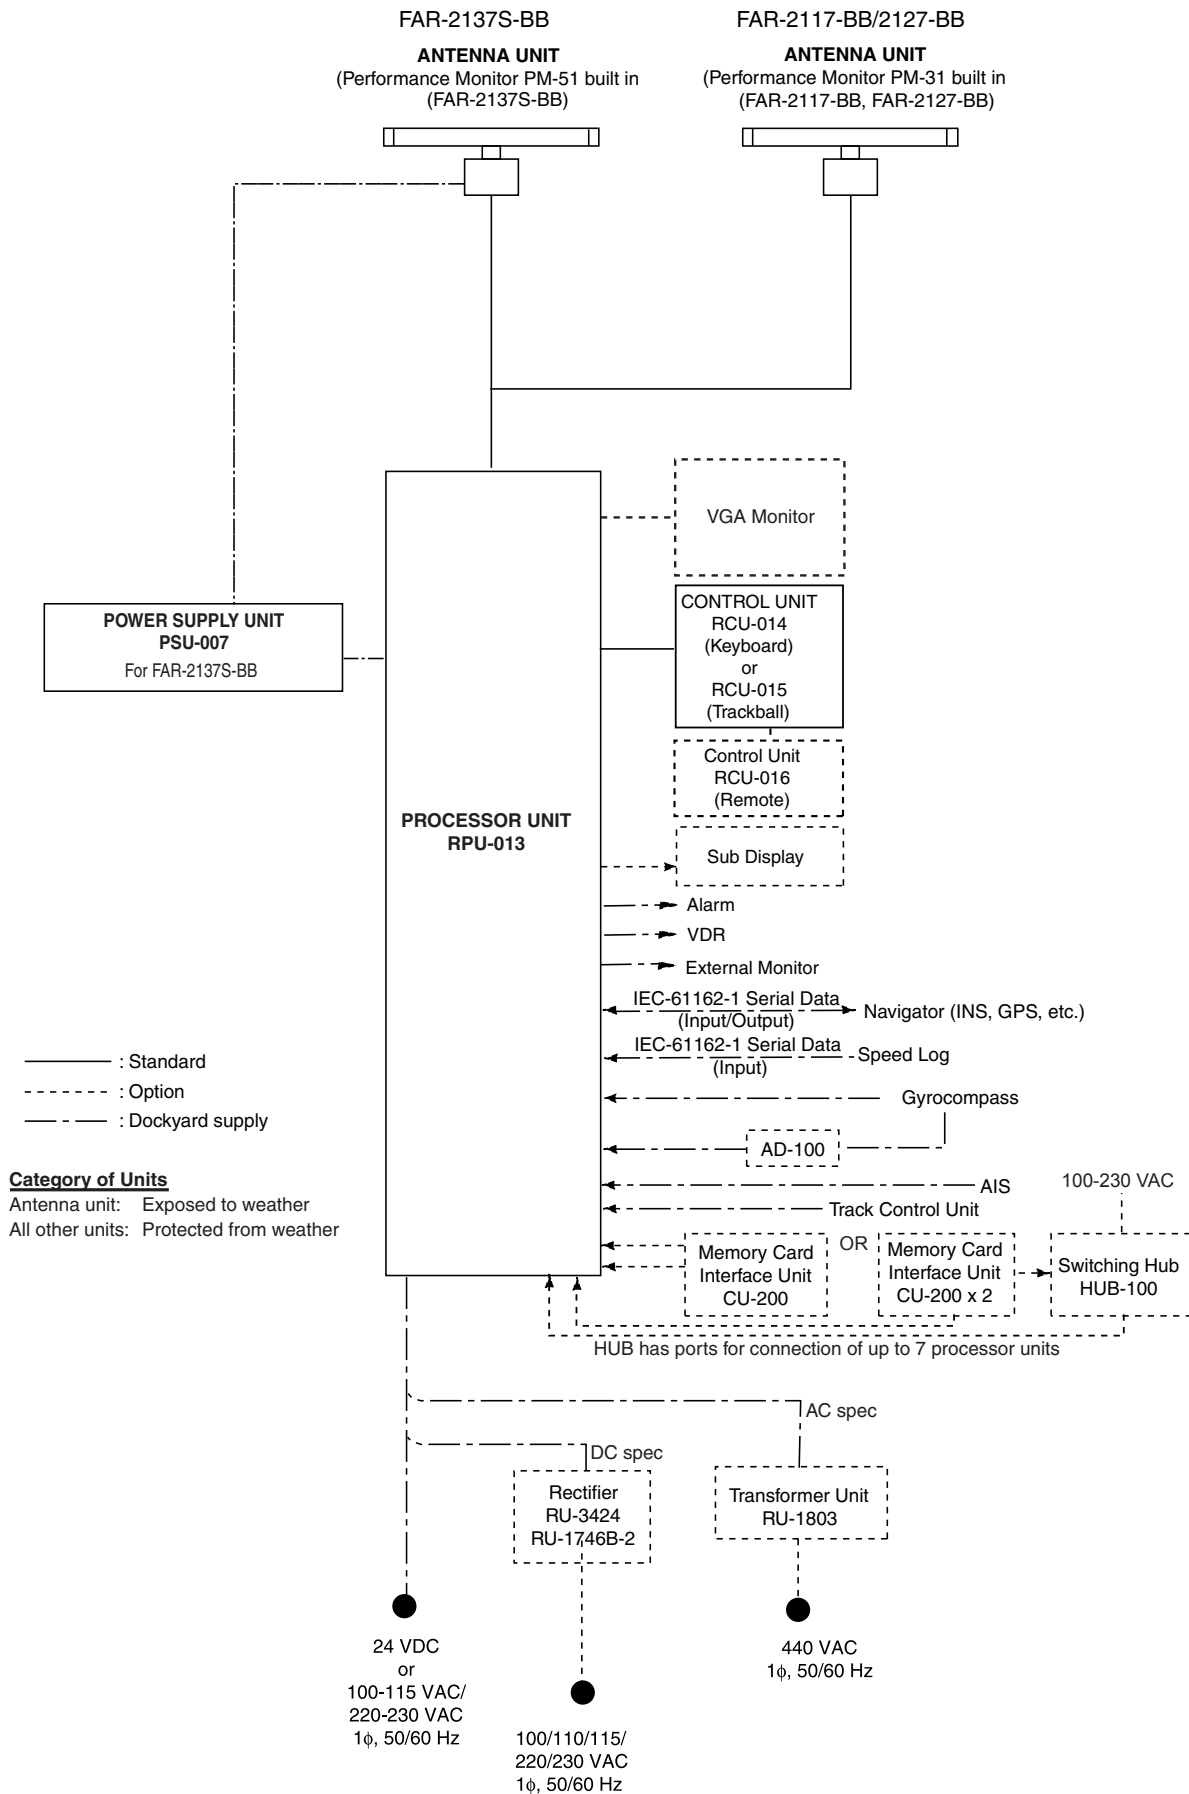 FAR-2137S-BB
FAR-2117-BB/2127-BB
ANTENNA UNIT
(Performance Monitor PM-51 built in
(FAR-2137S-BB)
ANTENNA UNIT
(Performance Monitor PM-31 built in
(FAR-2117-BB, FAR-2127-BB)
VGA Monitor
CONTROL UNIT
RCU-014
(Keyboard)
or
RCU-015
(Trackball)
POWER SUPPLY UNIT
PSU-007
For FAR-2137S-BB
Control Unit
RCU-016
(Remote)
PROCESSOR UNIT
RPU-013
Sub Display
Alarm
VDR
External Monitor
IEC-61162-1 Serial Data
(Input/Output)
Navigator (INS, GPS, etc.)
IEC-61162-1 Serial Data
(Input)
Speed Log
Gyrocompass
AD-100
AIS
Track Control Unit
100-230 VAC
: Standard
: Option
: Dockyard supply
Category of Units
Antenna unit: Exposed to weather
All other units: Protected from weather
Memory Card
Interface Unit
CU-200
OR
Memory Card
Interface Unit
CU-200 x 2
Switching Hub
HUB-100
HUB has ports for connection of up to 7 processor units
AC spec
DC spec
Rectifier
RU-3424
RU-1746B-2
Transformer Unit
RU-1803
24 VDC
or
100-115 VAC/
220-230 VAC
1ϕ, 50/60 Hz
100/110/115/
220/230 VAC
1ϕ, 50/60 Hz
440 VAC
1ϕ, 50/60 Hz